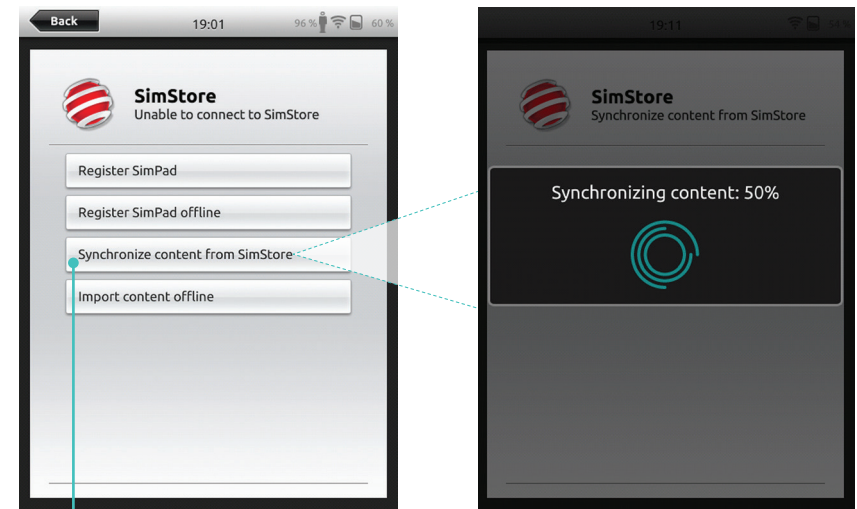 Back
19:01
96 %
60 %
SimStore
Unable to connect to SimStore
Register SimPad
Register SimPad offline
Synchronize content from SimStore
Import content offline
19:11
SimStore
Synchronize content from SimStore
Synchronizing content: 50%